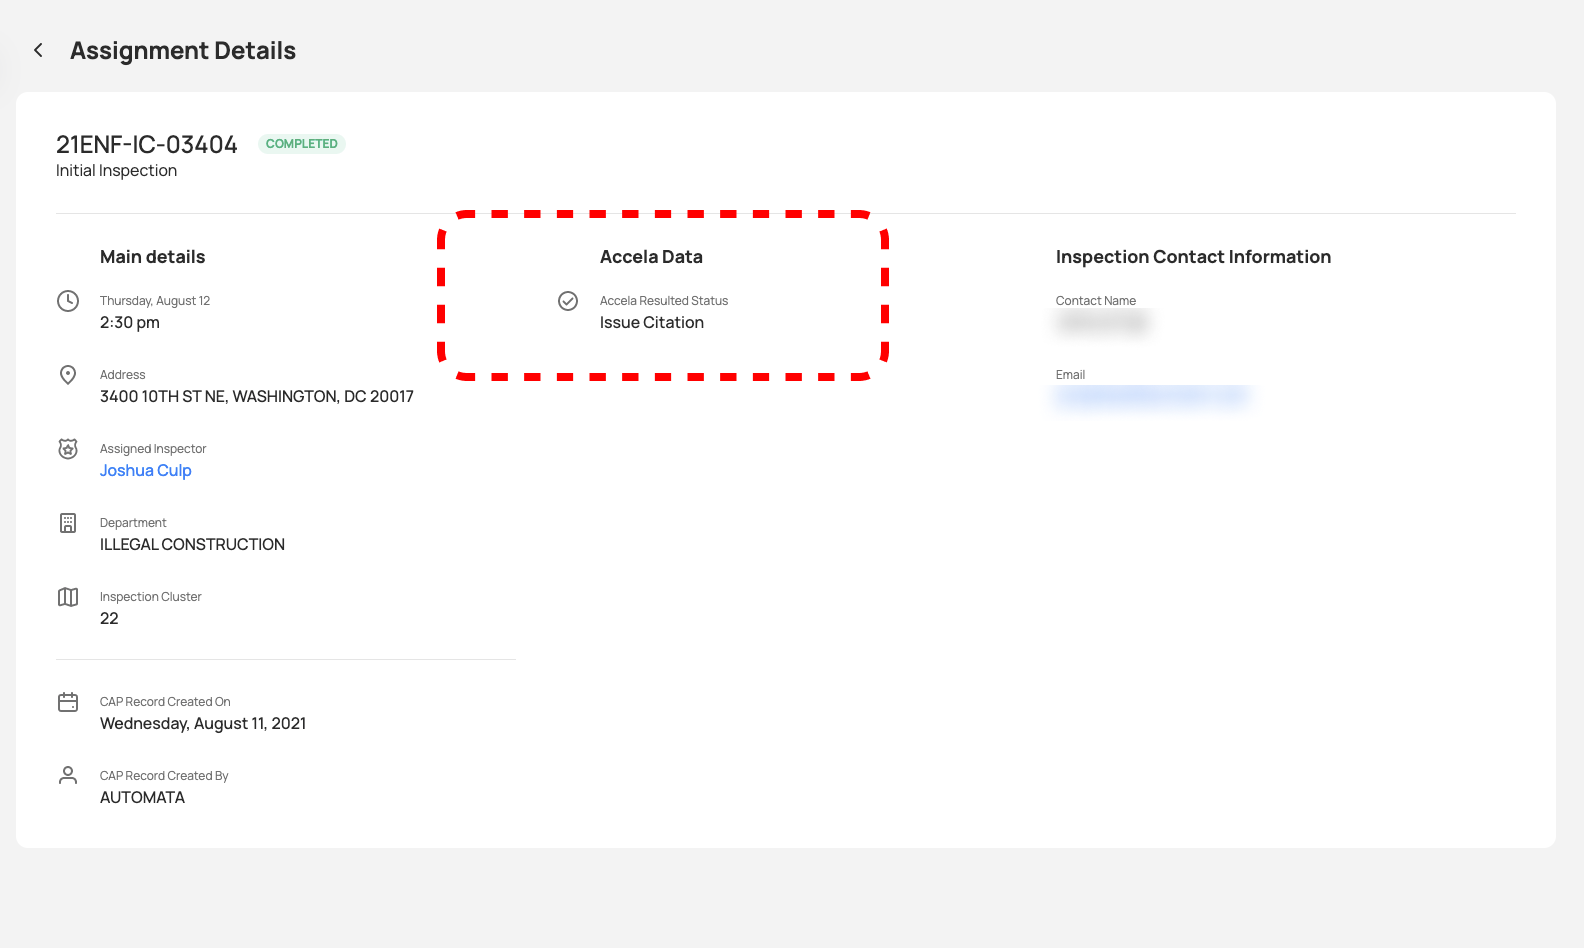 Assignment Details
21ENF-IC-03404 COMPLETED
Initial Inspection
Main details
Thursday, August 12
2:30 pm
Address
3400 10TH ST NE, WASHINGTON, DC 20017
Assigned Inspector
Joshua Culp
Department
ILLEGAL CONSTRUCTION
Inspection Cluster
22
CAP Record Created On
Wednesday, August 11, 2021
CAP Record Created By
AUTOMATA
Accela Data
Accela Resulted Status
Issue Citation
Inspection Contact Information
Contact Name
Email